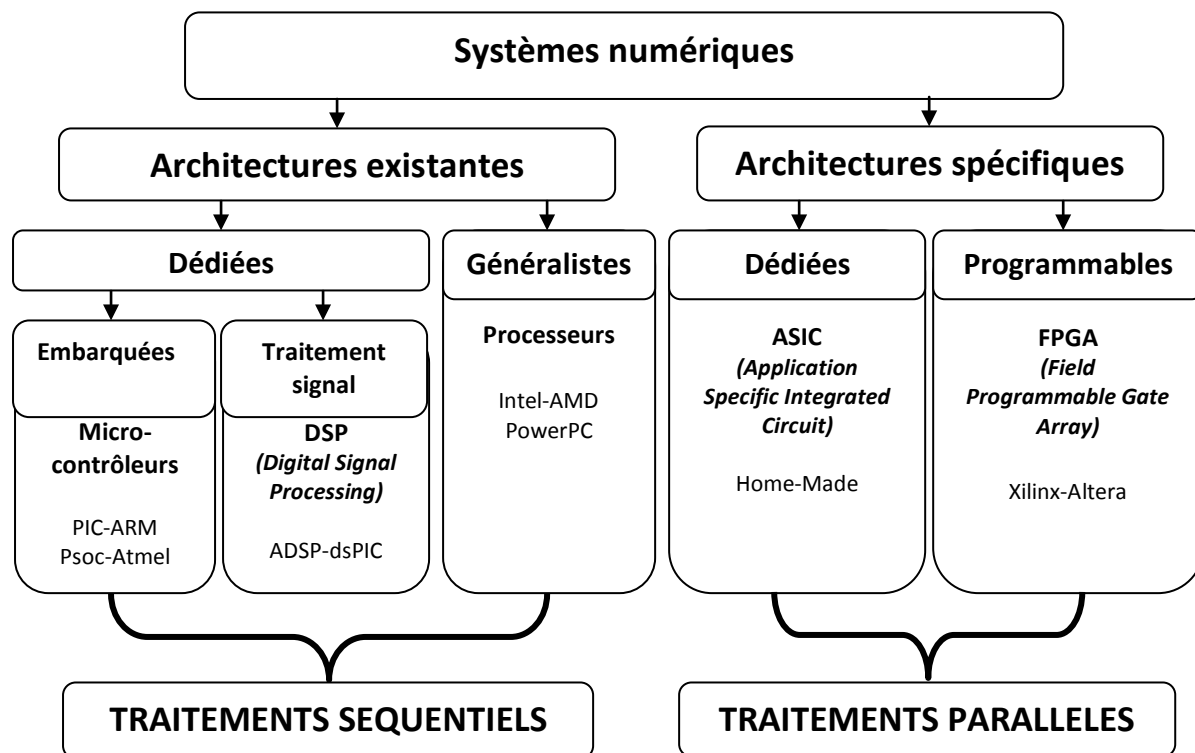 Systèmes numériques
Architectures existantes
Architectures spécifiques
Dédiées
Généralistes
Dédiées
Programmables
Embarquées
Traitement
signal
Micro-
contrôleurs
PIC-ARM
Psoc-Atmel
DSP
(Digital Signal
Processing)
ADSP-dsPIC
Processeurs
Intel-AMD
PowerPC
ASIC
(Application
Specific Integrated
Circuit)
Home-Made
FPGA
(Field
Programmable Gate
Array)
Xilinx-Altera
TRAITEMENTS SEQUENTIELS
TRAITEMENTS PARALLELES